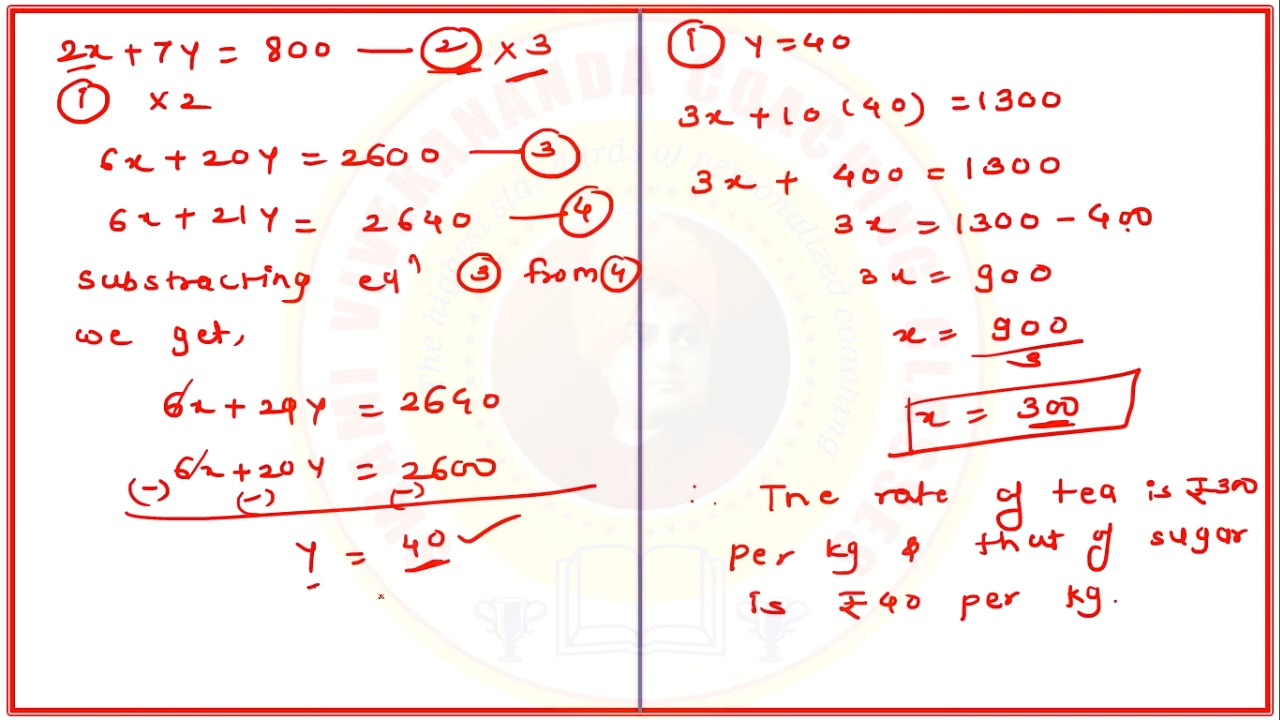 2x + 7y = 800 — ② × 3
① × 2
6x + 20y = 2600 — ③
6x + 21y = 2640 — ④
substracting eqⁿ ③ from ④
we get,
6x + 21y = 2640
6x + 20y = 2600
(-) (-) (-)
y = 40 ✓
① y = 40
3x + 10 (40) = 1300
3x + 400 = 1300
3x = 1300 - 400
3x = 900
x = 900
3
x = 300
∴ The rate of tea is ₹300
per kg & that of sugar
is ₹40 per kg.